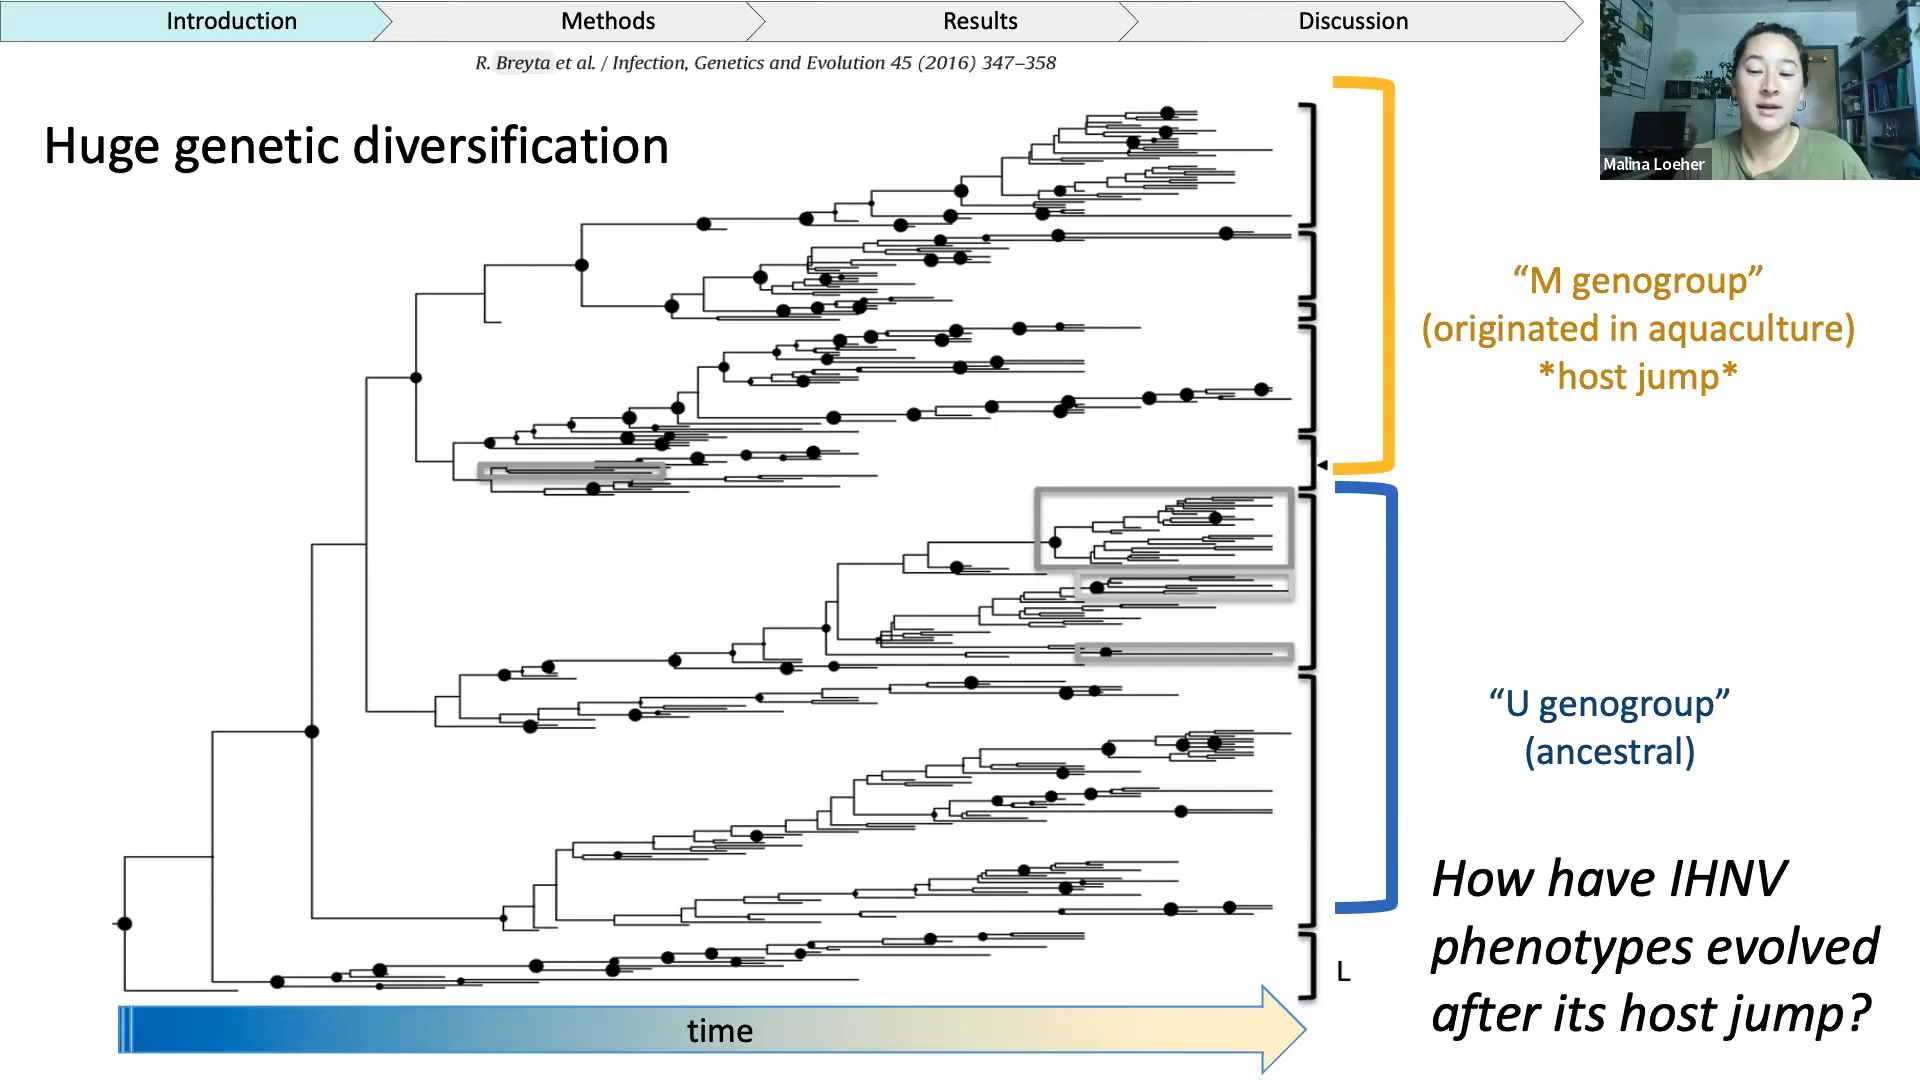 Introduction
Methods
Results
Discussion
R. Breyta et al. / Infection, Genetics and Evolution 45 (2016) 347–358
Malina Loeher
Huge genetic diversification
“M genogroup”
(originated in aquaculture)
*host jump*
“U genogroup”
(ancestral)
How have IHNV
phenotypes evolved
after its host jump?
L
time